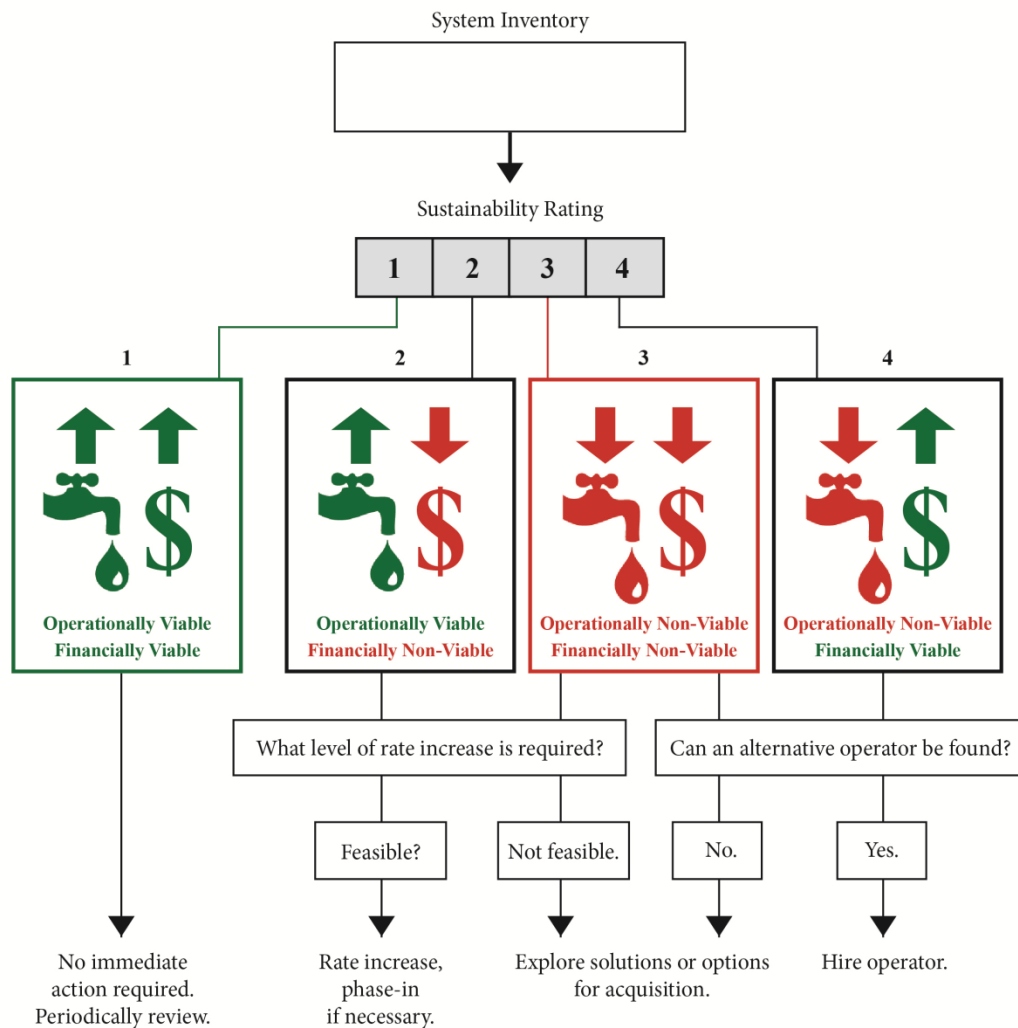 System Inventory
Sustainability Rating
1 2 3 4
1
2
3
4
$
$
$
$
Operationally Viable
Financially Viable
Operationally Viable
Financially Non-Viable
Operationally Non-Viable
Financially Non-Viable
Operationally Non-Viable
Financially Viable
What level of rate increase is required?
Can an alternative operator be found?
Feasible?
Not feasible.
No.
Yes.
No immediate
action required.
Periodically review.
Rate increase,
phase-in
if necessary.
Explore solutions or options
for acquisition.
Hire operator.